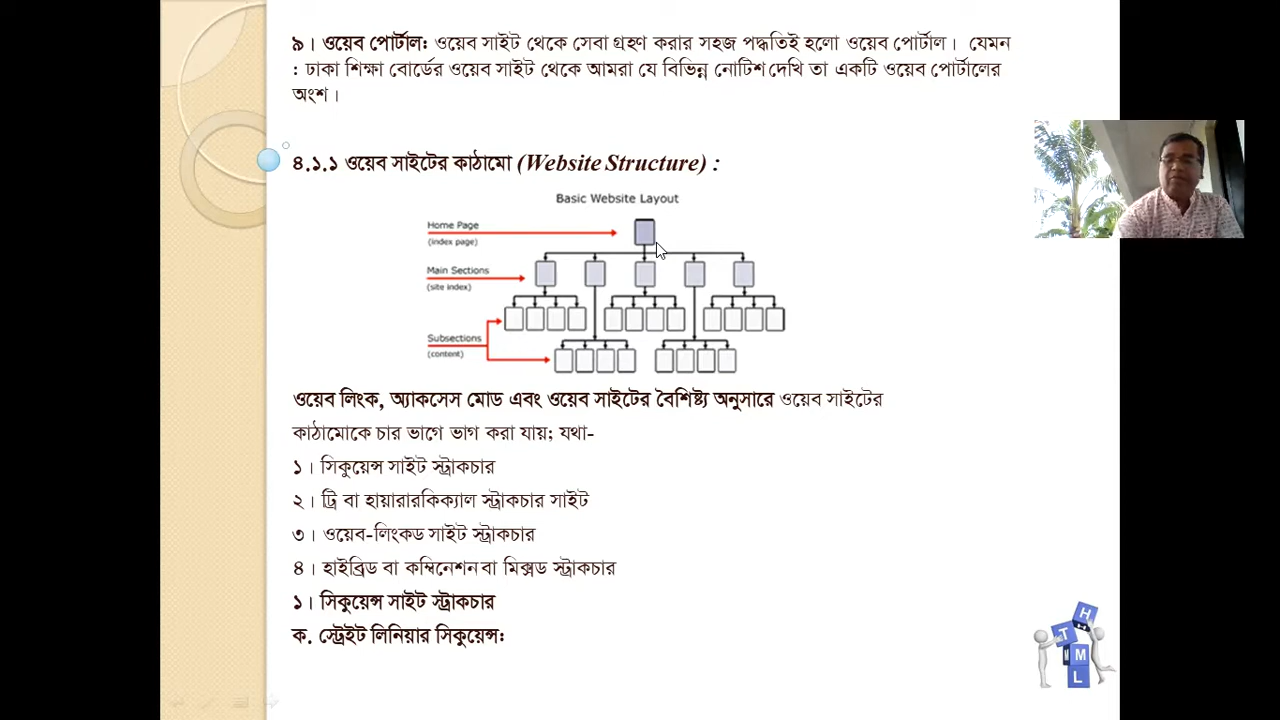 ৯। ওয়েব পোর্টাল: ওয়েব সাইট থেকে সেবা গ্রহণ করার সহজ পদ্ধতিই হলো ওয়েব পোর্টাল। যেমন
: ঢাকা শিক্ষা বোর্ডের ওয়েব সাইট থেকে আমরা যে বিভিন্ন নোটিশ দেখি তা একটি ওয়েব পোর্টালের
অংশ।
৪.১.১ ওয়েব সাইটের কাঠামো (Website Structure) :
Basic Website Layout
Home Page
(index page)
Main Sections
(site index)
Subsections
(content)
ওয়েব লিংক, অ্যাকসেস মোড এবং ওয়েব সাইটের বৈশিষ্ট্য অনুসারে ওয়েব সাইটের
কাঠামোকে চার ভাগে ভাগ করা যায়; যথা-
১। সিকুয়েন্স সাইট স্ট্রাকচার
২। ট্রি বা হায়ারারকিক্যাল স্ট্রাকচার সাইট
৩। ওয়েব-লিংকড সাইট স্ট্রাকচার
৪। হাইব্রিড বা কম্বিনেশন বা মিক্সড স্ট্রাকচার
১। সিকুয়েন্স সাইট স্ট্রাকচার
ক. স্ট্রেইট লিনিয়ার সিকুয়েন্স:
H
T M
M M
L